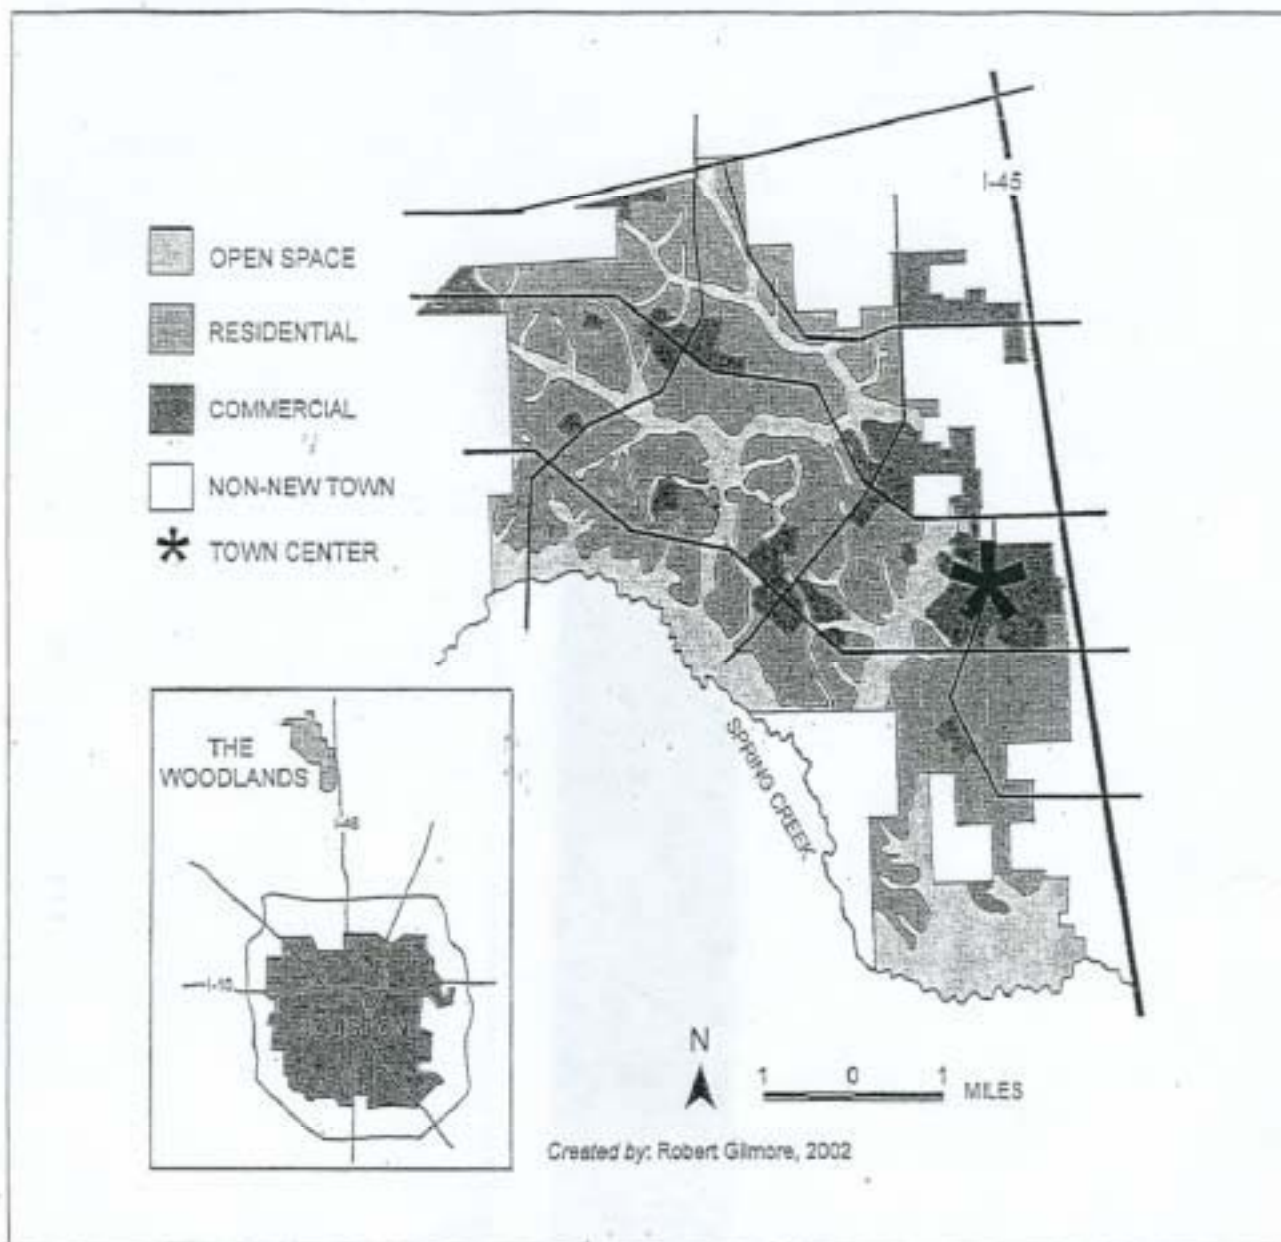 I-45
OPEN SPACE
RESIDENTIAL
COMMERCIAL
NON-NEW TOWN
TOWN CENTER
SPRING CREEK
THE
WOODLANDS
I-45
I-10
HOUSTON
N
1 0 1
MILES
Created by: Robert Gilmore, 2002